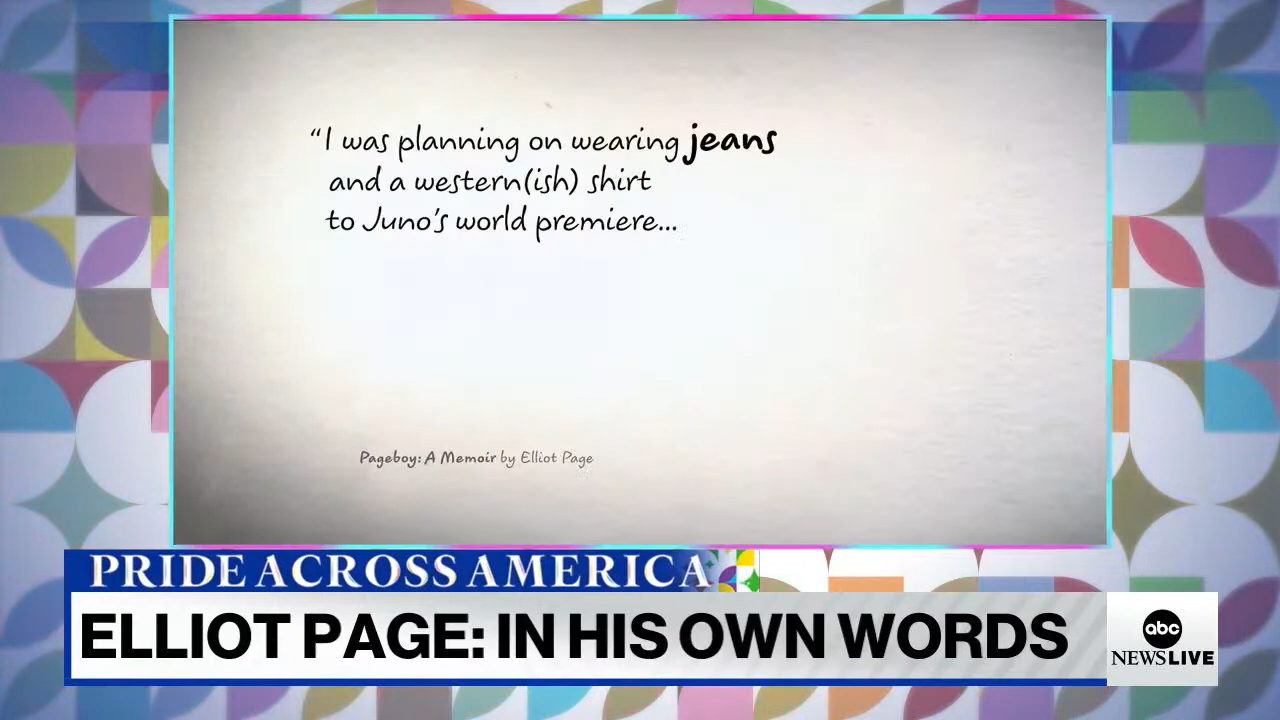 “I was planning on wearing jeans
and a western(ish) shirt
to Juno’s world premiere...
Pageboy: A Memoir by Elliot Page
PRIDE ACROSS AMERICA
ELLIOT PAGE: IN HIS OWN WORDS
abc
NEWS LIVE